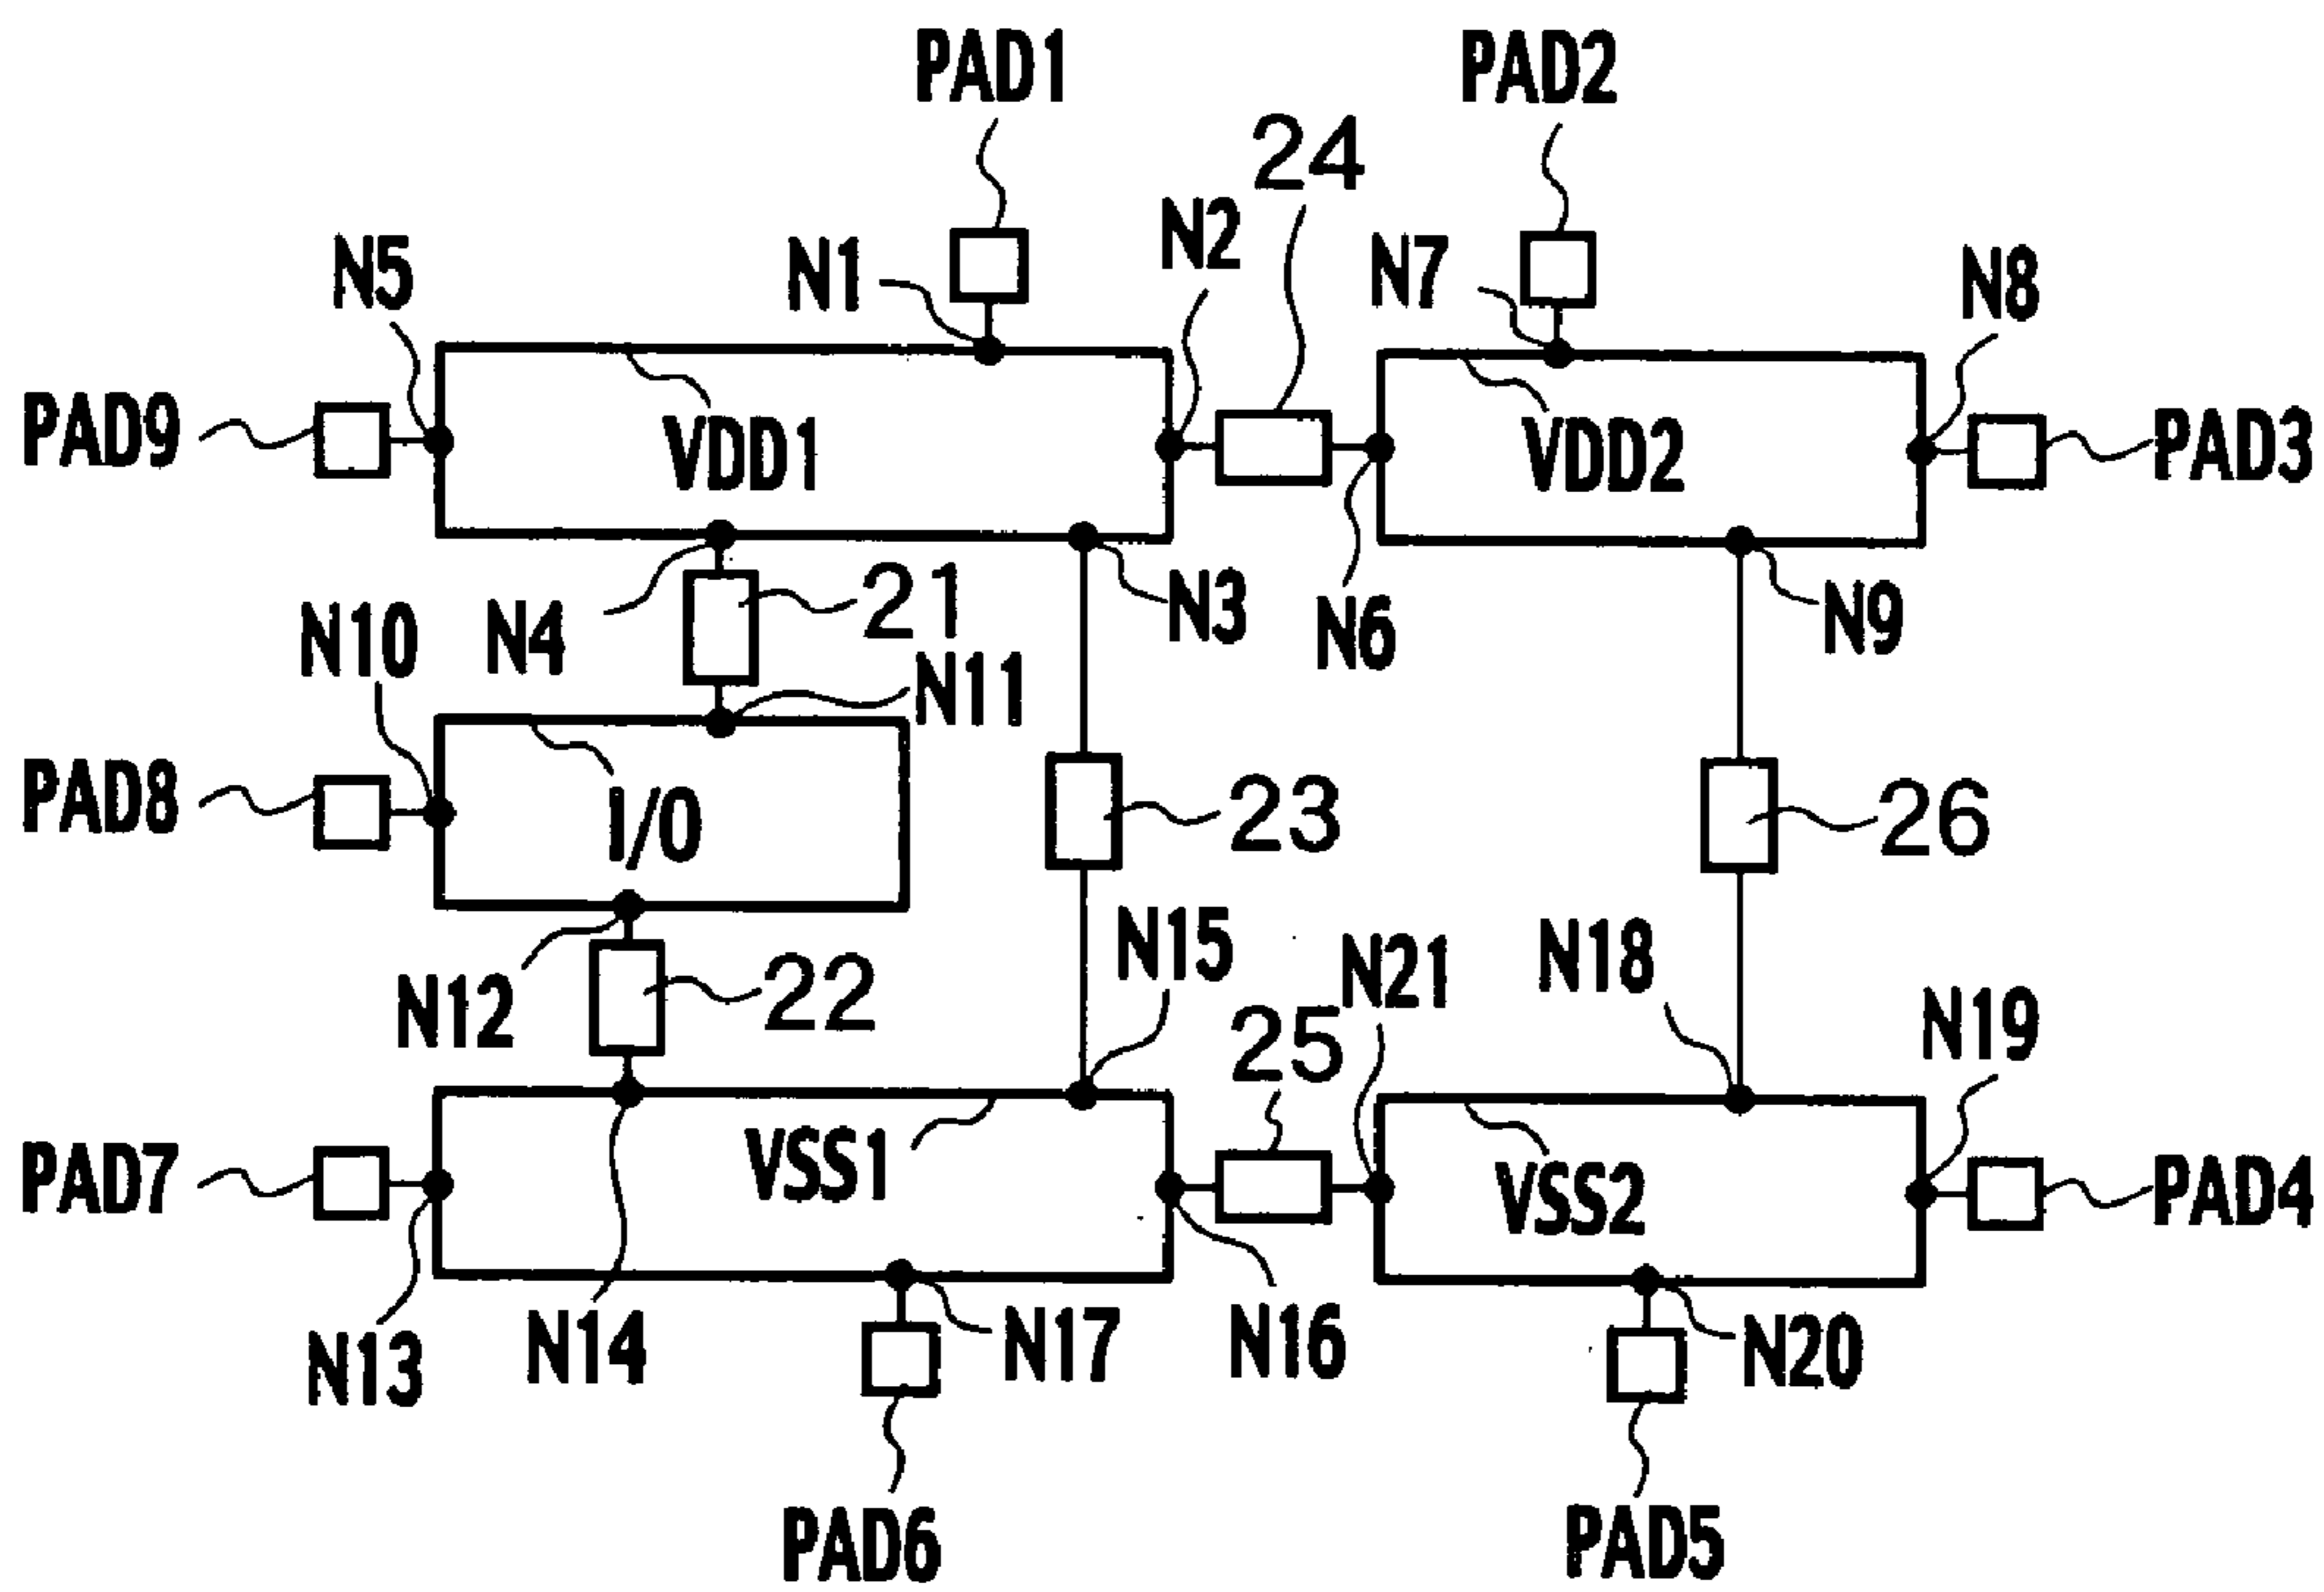 PAD1
PAD2
24
N2
N5
N1
N7
N8
PAD9
VDD1
VDD2
PAD3
N10
N4
21
N3
N6
N9
N11
PAD8
I/O
23
26
N12
22
N15
N21
N18
25
N19
PAD7
VSS1
VSS2
PAD4
N13
N14
N17
N16
N20
PAD6
PAD5